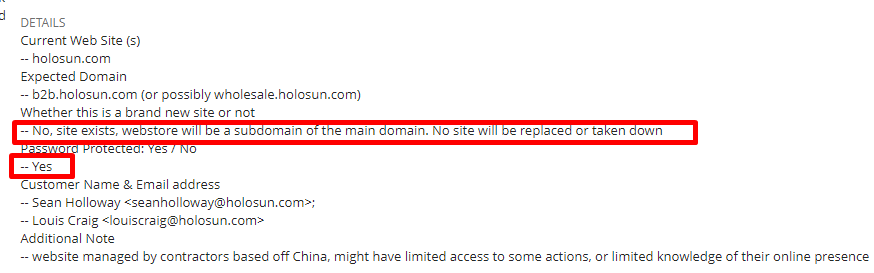 d
DETAILS
Current Web Site (s)
-- holosun.com
Expected Domain
-- b2b.holosun.com (or possibly wholesale.holosun.com)
Whether this is a brand new site or not
-- No, site exists, webstore will be a subdomain of the main domain. No site will be replaced or taken down
Password Protected: Yes / No
-- Yes
Customer Name & Email address
-- Sean Holloway <seanholloway@holosun.com>;
-- Louis Craig <louiscraig@holosun.com>
Additional Note
-- website managed by contractors based off China, might have limited access to some actions, or limited knowledge of their online presence